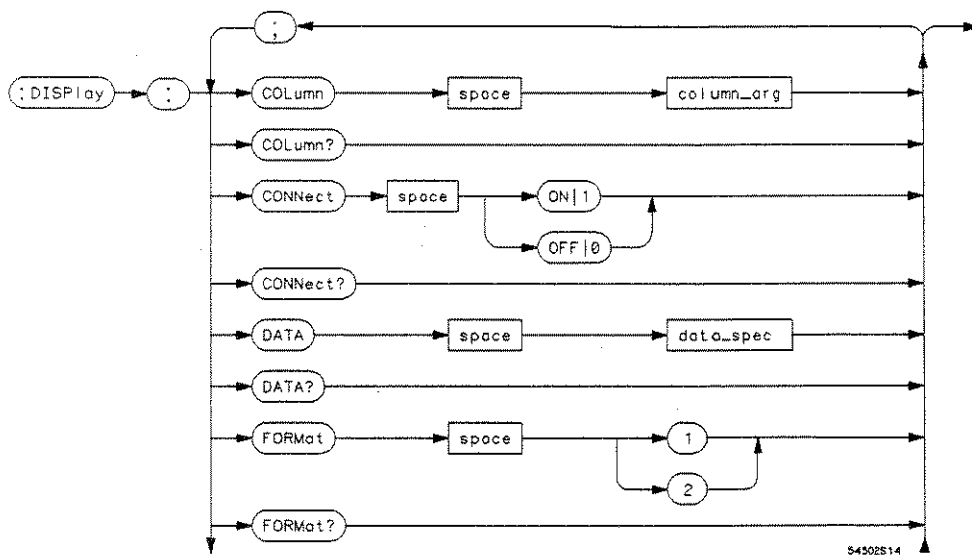 ;
:DISPlay : COLumn space column_arg
COLumn?
CONNect space ON|1
OFF|0
CONNect?
DATA space data_spec
DATA?
FORMat space 1
2
FORMat?
54502S14